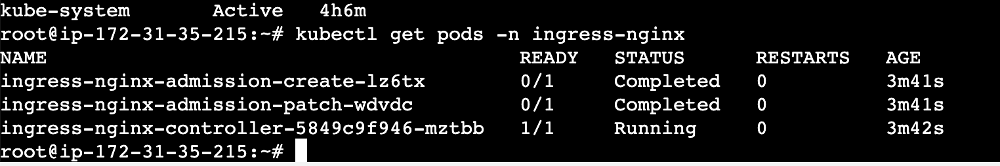 kube-system       Active   4h6m
root@ip-172-31-35-215:~# kubectl get pods -n ingress-nginx
NAME                                        READY   STATUS      RESTARTS   AGE
ingress-nginx-admission-create-lz6tx        0/1     Completed   0          3m41s
ingress-nginx-admission-patch-wdvdc         0/1     Completed   0          3m41s
ingress-nginx-controller-5849c9f946-mztbb   1/1     Running     0          3m42s
root@ip-172-31-35-215:~#